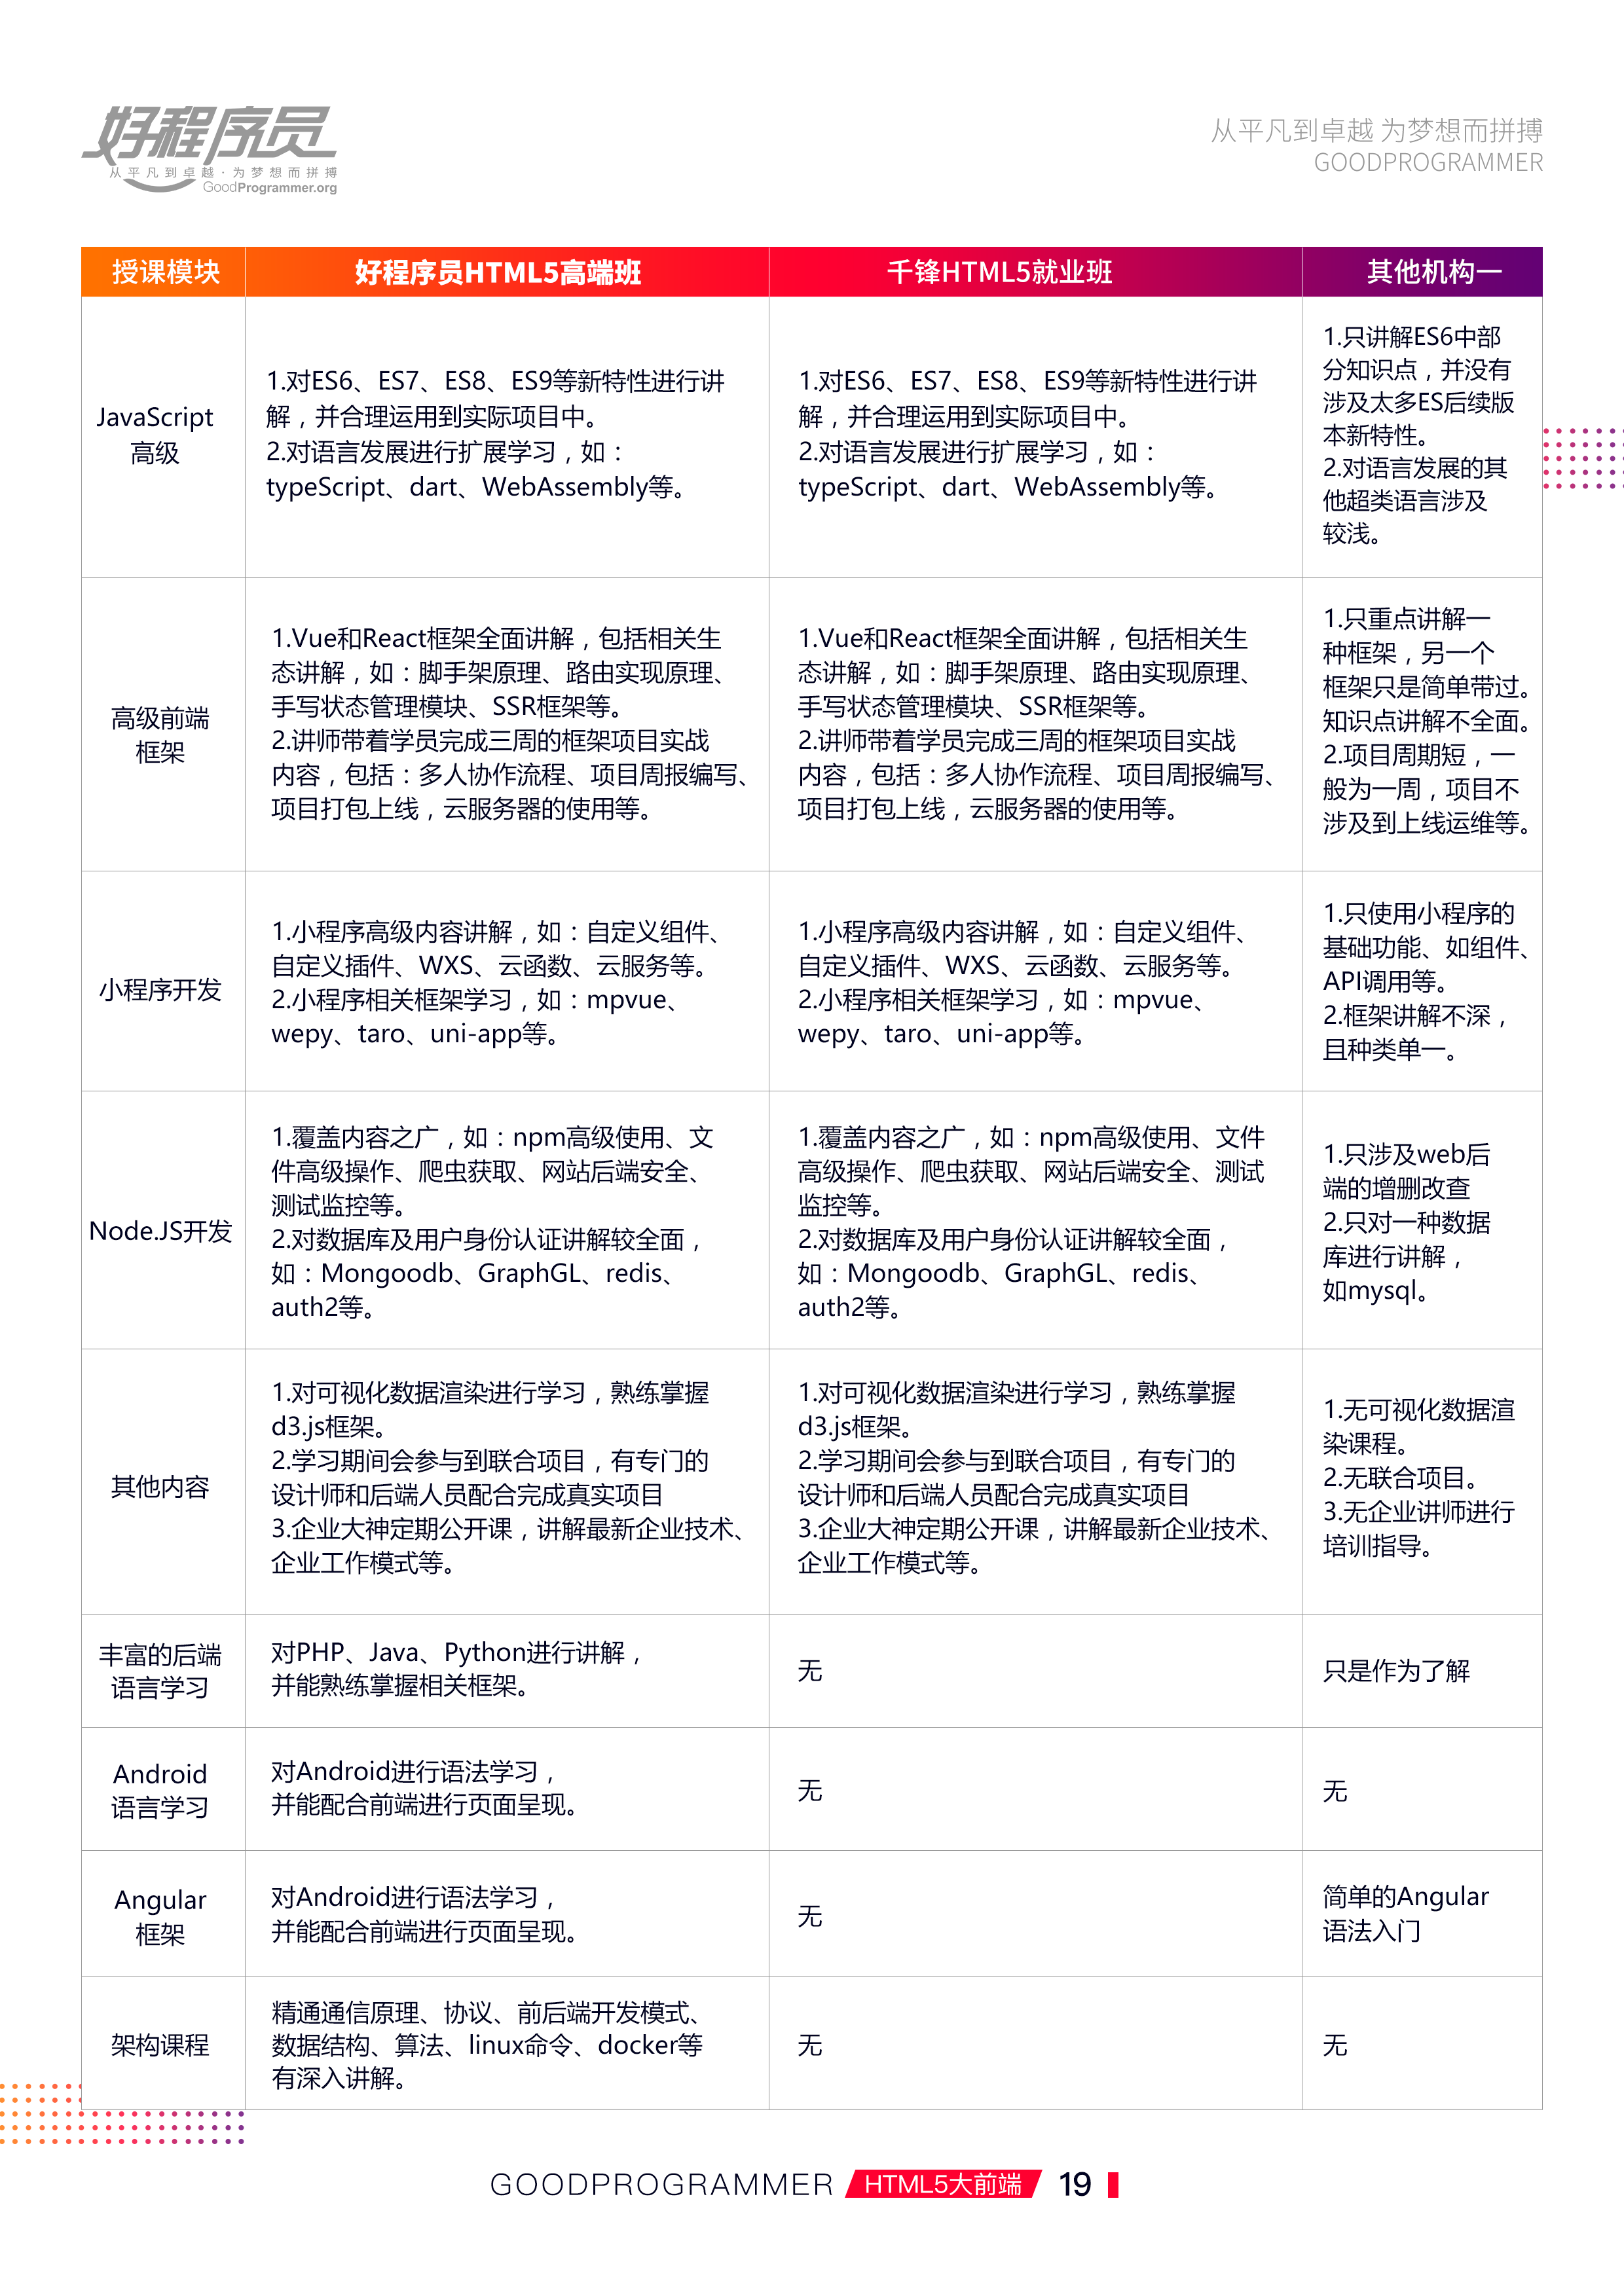 好程序员
从平凡到卓越·为梦想而拼搏
GoodProgrammer.org
从平凡到卓越 为梦想而拼搏
GOODPROGRAMMER
授课模块
好程序员HTML5高端班
千锋HTML5就业班
其他机构一
JavaScript
高级
1.对ES6、ES7、ES8、ES9等新特性进行讲
解，并合理运用到实际项目中。
2.对语言发展进行扩展学习，如：
typeScript、dart、WebAssembly等。
1.对ES6、ES7、ES8、ES9等新特性进行讲
解，并合理运用到实际项目中。
2.对语言发展进行扩展学习，如：
typeScript、dart、WebAssembly等。
1.只讲解ES6中部
分知识点，并没有
涉及太多ES后续版
本新特性。
2.对语言发展的其
他超类语言涉及
较浅。
高级前端
框架
1.Vue和React框架全面讲解，包括相关生
态讲解，如：脚手架原理、路由实现原理、
手写状态管理模块、SSR框架等。
2.讲师带着学员完成三周的框架项目实战
内容，包括：多人协作流程、项目周报编写、
项目打包上线，云服务器的使用等。
1.Vue和React框架全面讲解，包括相关生
态讲解，如：脚手架原理、路由实现原理、
手写状态管理模块、SSR框架等。
2.讲师带着学员完成三周的框架项目实战
内容，包括：多人协作流程、项目周报编写、
项目打包上线，云服务器的使用等。
1.只重点讲解一
种框架，另一个
框架只是简单带过。
知识点讲解不全面。
2.项目周期短，一
般为一周，项目不
涉及到上线运维等。
小程序开发
1.小程序高级内容讲解，如：自定义组件、
自定义插件、WXS、云函数、云服务等。
2.小程序相关框架学习，如：mpvue、
wepy、taro、uni-app等。
1.小程序高级内容讲解，如：自定义组件、
自定义插件、WXS、云函数、云服务等。
2.小程序相关框架学习，如：mpvue、
wepy、taro、uni-app等。
1.只使用小程序的
基础功能、如组件、
API调用等。
2.框架讲解不深，
且种类单一。
Node.JS开发
1.覆盖内容之广，如：npm高级使用、文
件高级操作、爬虫获取、网站后端安全、
测试监控等。
2.对数据库及用户身份认证讲解较全面，
如：Mongoodb、GraphGL、redis、
auth2等。
1.覆盖内容之广，如：npm高级使用、文件
高级操作、爬虫获取、网站后端安全、测试
监控等。
2.对数据库及用户身份认证讲解较全面，
如：Mongoodb、GraphGL、redis、
auth2等。
1.只涉及web后
端的增删改查
2.只对一种数据
库进行讲解，
如mysql。
其他内容
1.对可视化数据渲染进行学习，熟练掌握
d3.js框架。
2.学习期间会参与到联合项目，有专门的
设计师和后端人员配合完成真实项目
3.企业大神定期公开课，讲解最新企业技术、
企业工作模式等。
1.对可视化数据渲染进行学习，熟练掌握
d3.js框架。
2.学习期间会参与到联合项目，有专门的
设计师和后端人员配合完成真实项目
3.企业大神定期公开课，讲解最新企业技术、
企业工作模式等。
1.无可视化数据渲
染课程。
2.无联合项目。
3.无企业讲师进行
培训指导。
丰富的后端
语言学习
对PHP、Java、Python进行讲解，
并能熟练掌握相关框架。
无
只是作为了解
Android
语言学习
对Android进行语法学习，
并能配合前端进行页面呈现。
无
无
Angular
框架
对Android进行语法学习，
并能配合前端进行页面呈现。
无
简单的Angular
语法入门
架构课程
精通通信原理、协议、前后端开发模式、
数据结构、算法、linux命令、docker等
有深入讲解。
无
无
GOODPROGRAMMER HTML5大前端 19